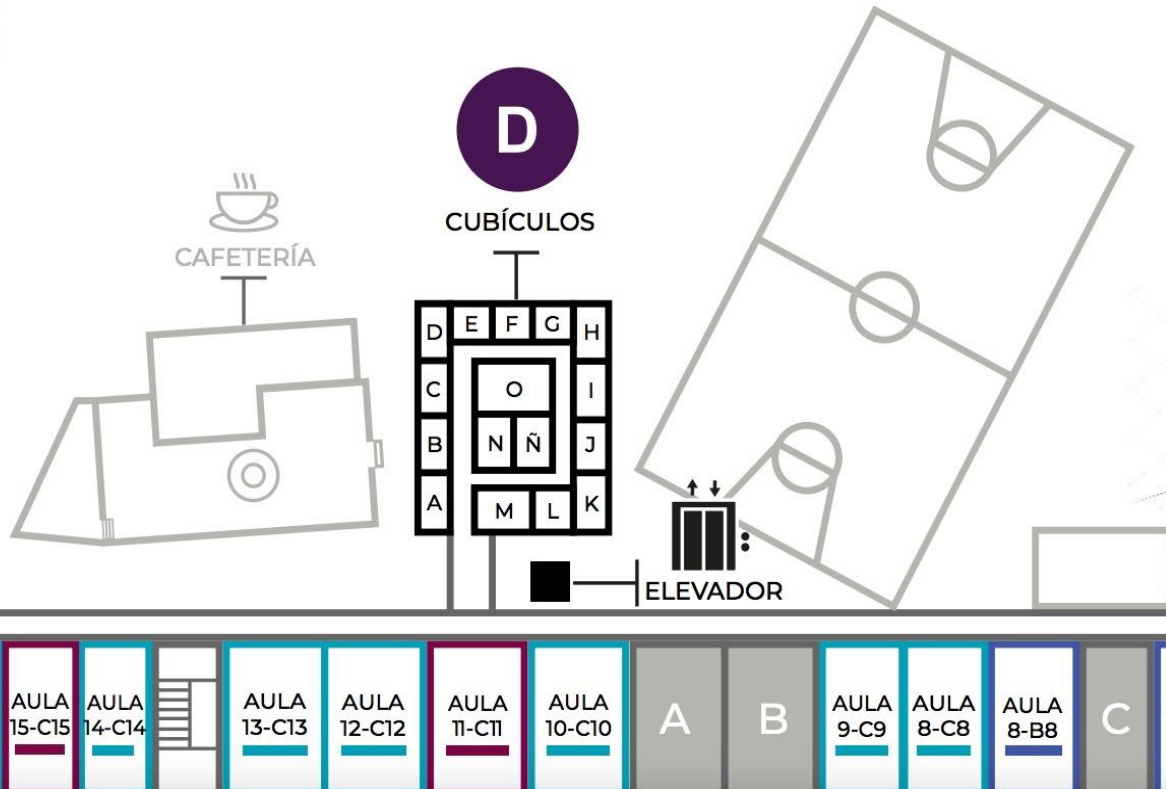 D
CUBÍCULOS
CAFETERÍA
D
E
F
G
H
C
O
I
B
N
Ñ
J
A
M
L
K
ELEVADOR
AULA
15-C15
AULA
14-C14
AULA
13-C13
AULA
12-C12
AULA
11-C11
AULA
10-C10
A
B
AULA
9-C9
AULA
8-C8
AULA
8-B8
C